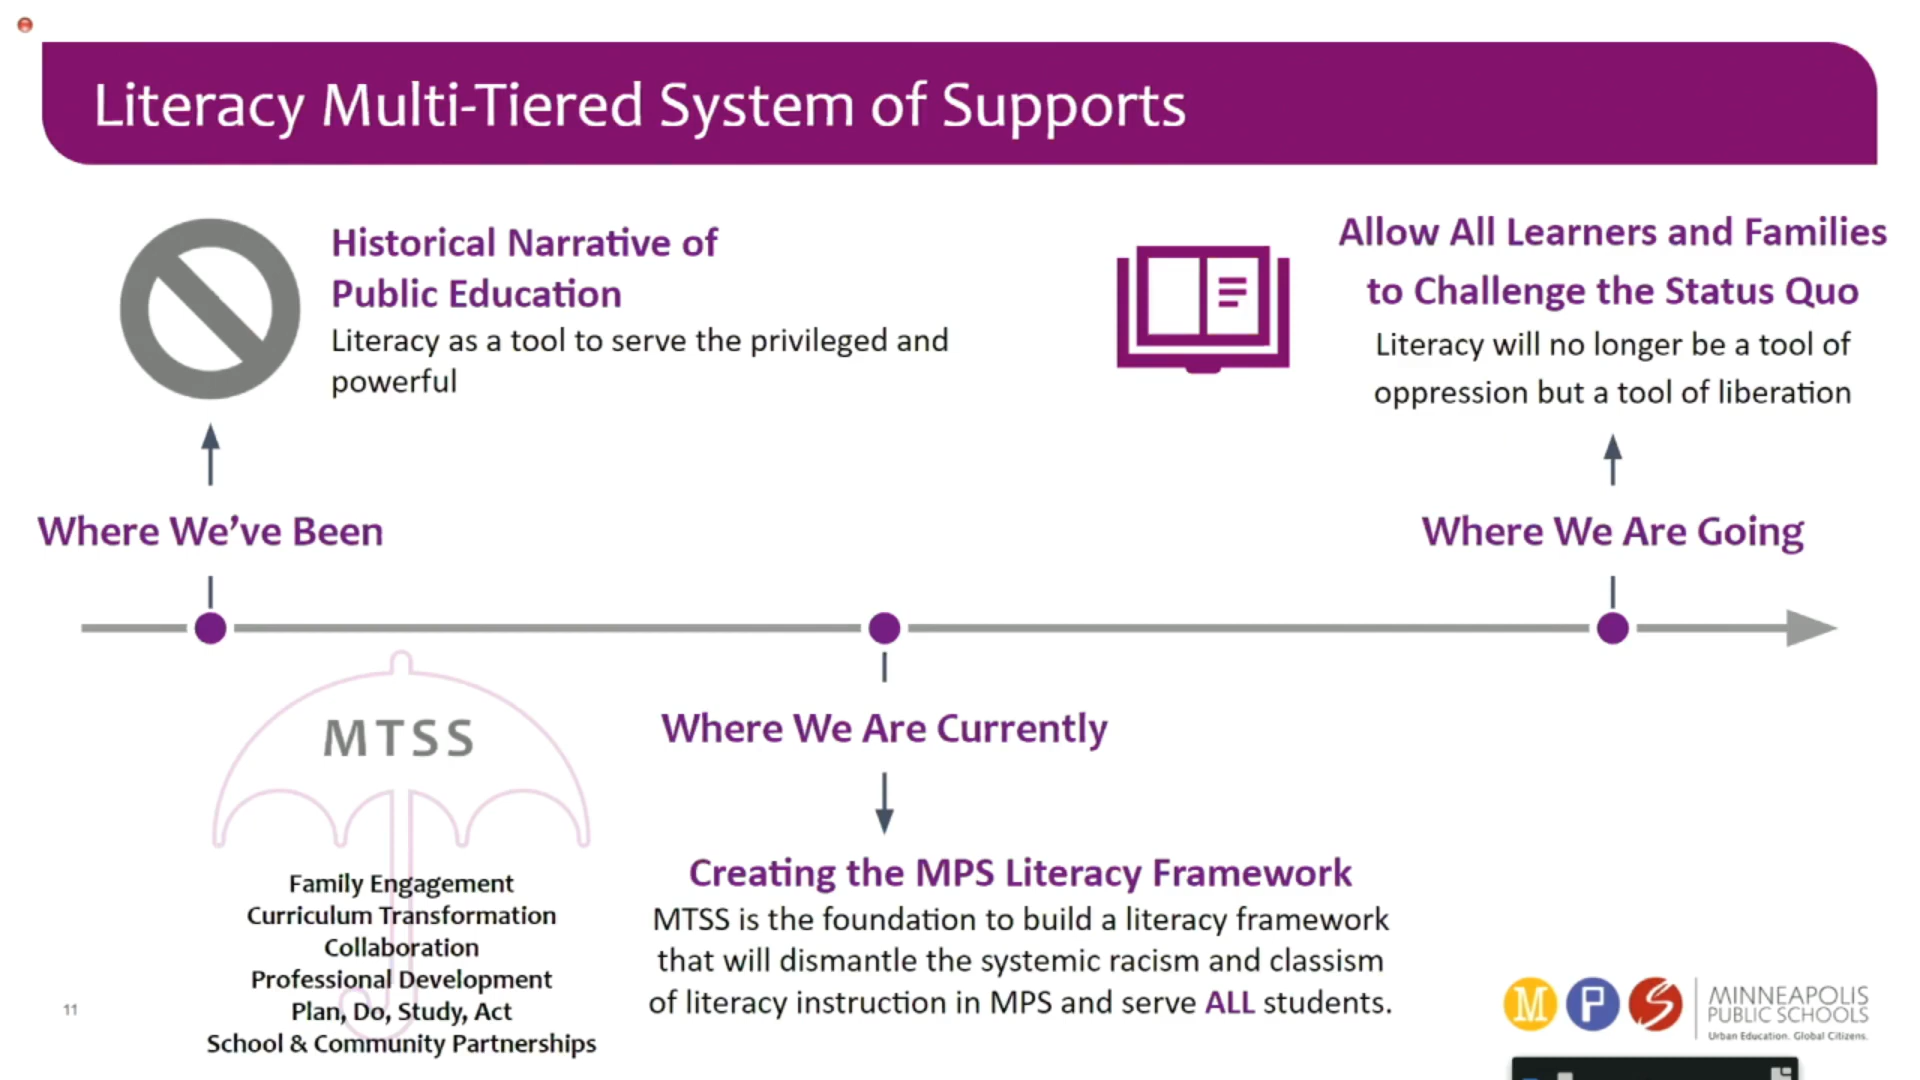 Literacy Multi-Tiered System of Supports
Historical Narrative of
Public Education
Literacy as a tool to serve the privileged and
powerful
Allow All Learners and Families
to Challenge the Status Quo
Literacy will no longer be a tool of
oppression but a tool of liberation
Where We've Been
Where We Are Going
MTSS
Family Engagement
Curriculum Transformation
Collaboration
Professional Development
Plan, Do, Study, Act
School & Community Partnerships
Where We Are Currently
Creating the MPS Literacy Framework
MTSS is the foundation to build a literacy framework
that will dismantle the systemic racism and classism
of literacy instruction in MPS and serve ALL students.
11
MPS
MINNEAPOLIS
PUBLIC SCHOOLS
Urban Education. Global Citizens.